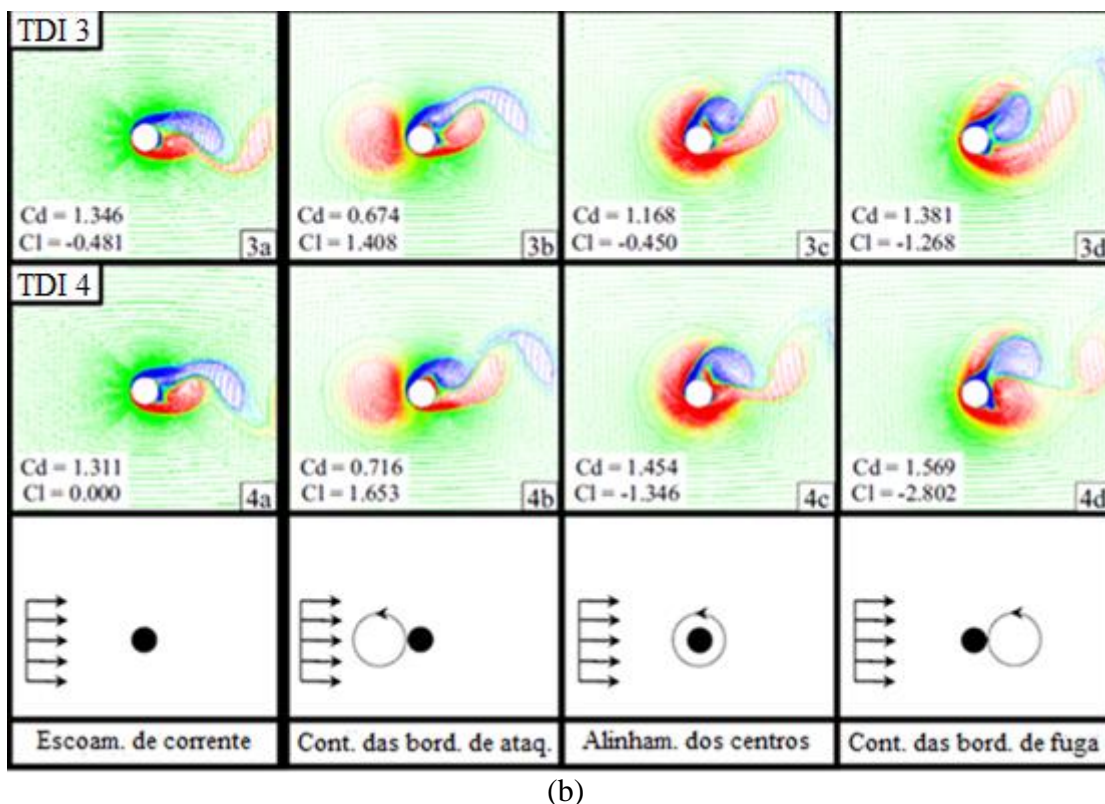 TDI 3
Cd = 1.346
Cl = -0.481
3a
Cd = 0.674
Cl = 1.408
3b
Cd = 1.168
Cl = -0.450
3c
Cd = 1.381
Cl = -1.268
3d
TDI 4
Cd = 1.311
Cl = 0.000
4a
Cd = 0.716
Cl = 1.653
4b
Cd = 1.454
Cl = -1.346
4c
Cd = 1.569
Cl = -2.802
4d
Escoam. de corrente
Cont. das bord. de ataq.
Alinham. dos centros
Cont. das bord. de fuga
(b)